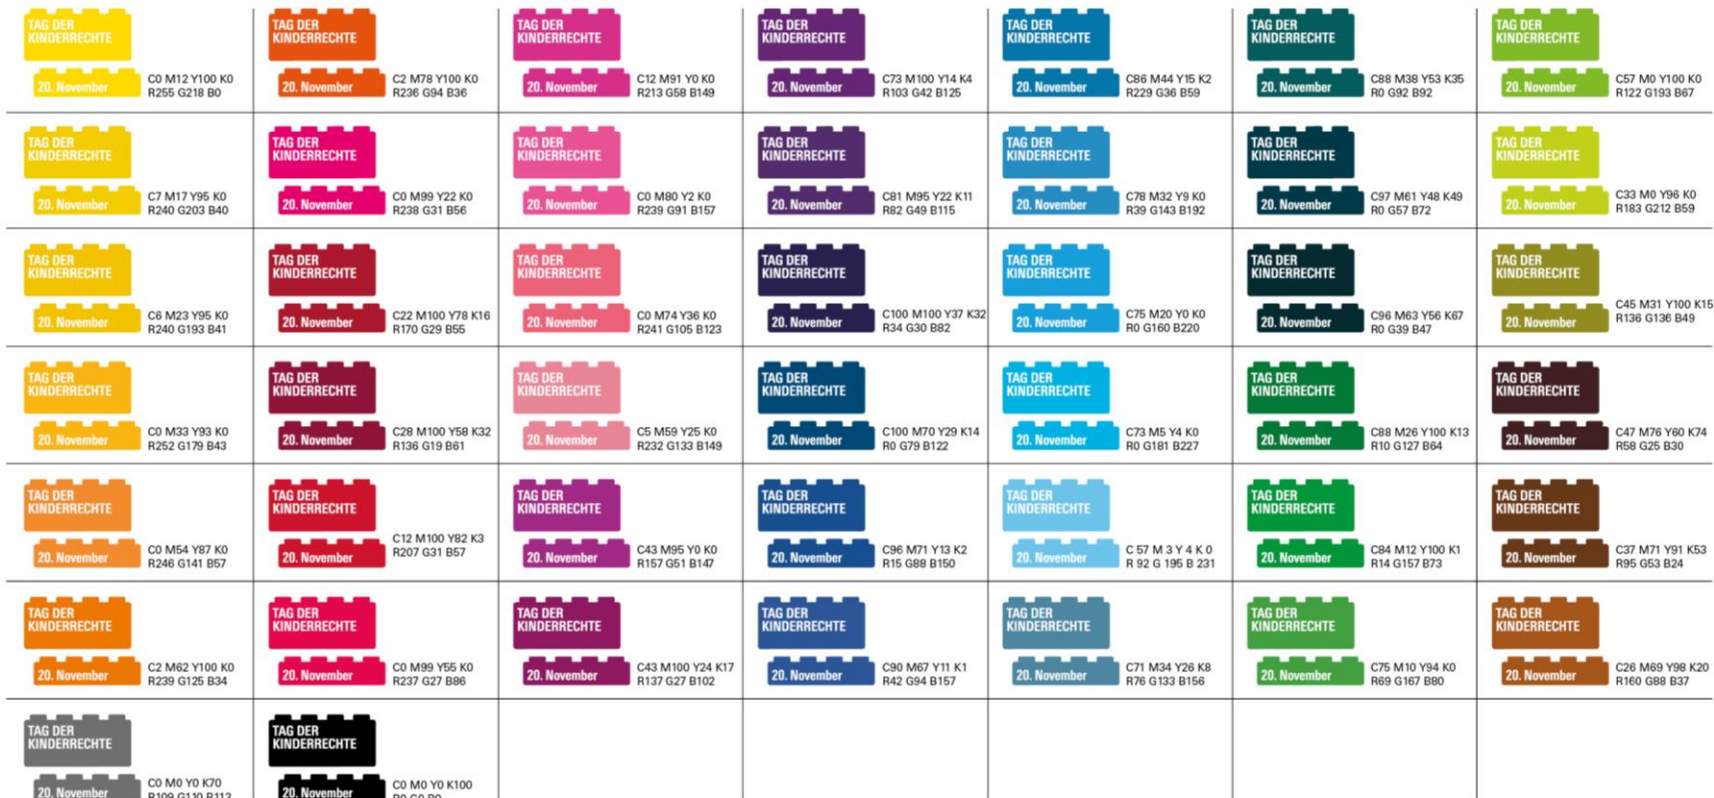 TAG DER
KINDERRECHTE
20. November
C0 M12 Y100 K0
R255 G218 B0
TAG DER
KINDERRECHTE
20. November
C2 M78 Y100 K0
R236 G94 B36
TAG DER
KINDERRECHTE
20. November
C12 M91 Y0 K0
R213 G58 B149
TAG DER
KINDERRECHTE
20. November
C73 M100 Y14 K4
R103 G42 B125
TAG DER
KINDERRECHTE
20. November
C86 M44 Y15 K2
R229 G36 B59
TAG DER
KINDERRECHTE
20. November
C88 M38 Y53 K35
R0 G92 B92
TAG DER
KINDERRECHTE
20. November
C57 M0 Y100 K0
R122 G193 B67
TAG DER
KINDERRECHTE
20. November
C7 M17 Y95 K0
R240 G203 B40
TAG DER
KINDERRECHTE
20. November
C0 M99 Y22 K0
R238 G31 B56
TAG DER
KINDERRECHTE
20. November
C0 M80 Y2 K0
R239 G91 B157
TAG DER
KINDERRECHTE
20. November
C81 M95 Y22 K11
R82 G49 B115
TAG DER
KINDERRECHTE
20. November
C78 M32 Y9 K0
R39 G143 B192
TAG DER
KINDERRECHTE
20. November
C97 M61 Y48 K49
R0 G57 B72
TAG DER
KINDERRECHTE
20. November
C33 M0 Y96 K0
R183 G212 B59
TAG DER
KINDERRECHTE
20. November
C6 M23 Y95 K0
R240 G193 B41
TAG DER
KINDERRECHTE
20. November
C22 M100 Y78 K16
R170 G29 B55
TAG DER
KINDERRECHTE
20. November
C0 M74 Y36 K0
R241 G105 B123
TAG DER
KINDERRECHTE
20. November
C100 M100 Y37 K32
R34 G30 B82
TAG DER
KINDERRECHTE
20. November
C75 M20 Y0 K0
R0 G160 B220
TAG DER
KINDERRECHTE
20. November
C96 M63 Y56 K67
R0 G39 B47
TAG DER
KINDERRECHTE
20. November
C45 M31 Y100 K15
R136 G136 B49
TAG DER
KINDERRECHTE
20. November
C0 M33 Y93 K0
R252 G179 B43
TAG DER
KINDERRECHTE
20. November
C28 M100 Y58 K32
R136 G19 B61
TAG DER
KINDERRECHTE
20. November
C5 M59 Y25 K0
R232 G133 B149
TAG DER
KINDERRECHTE
20. November
C100 M70 Y29 K14
R0 G79 B122
TAG DER
KINDERRECHTE
20. November
C73 M5 Y4 K0
R0 G181 B227
TAG DER
KINDERRECHTE
20. November
C88 M26 Y100 K13
R10 G127 B64
TAG DER
KINDERRECHTE
20. November
C47 M76 Y60 K74
R58 G25 B30
TAG DER
KINDERRECHTE
20. November
C0 M54 Y87 K0
R246 G141 B57
TAG DER
KINDERRECHTE
20. November
C12 M100 Y82 K3
R207 G31 B57
TAG DER
KINDERRECHTE
20. November
C43 M95 Y0 K0
R157 G51 B147
TAG DER
KINDERRECHTE
20. November
C96 M71 Y13 K2
R15 G88 B150
TAG DER
KINDERRECHTE
20. November
C 57 M 3 Y 4 K 0
R 92 G 195 B 231
TAG DER
KINDERRECHTE
20. November
C84 M12 Y100 K1
R14 G157 B73
TAG DER
KINDERRECHTE
20. November
C37 M71 Y91 K53
R95 G53 B24
TAG DER
KINDERRECHTE
20. November
C2 M62 Y100 K0
R239 G125 B34
TAG DER
KINDERRECHTE
20. November
C0 M99 Y55 K0
R237 G27 B86
TAG DER
KINDERRECHTE
20. November
C43 M100 Y24 K17
R137 G27 B102
TAG DER
KINDERRECHTE
20. November
C90 M67 Y11 K1
R42 G94 B157
TAG DER
KINDERRECHTE
20. November
C71 M34 Y26 K8
R76 G133 B156
TAG DER
KINDERRECHTE
20. November
C75 M10 Y94 K0
R69 G167 B80
TAG DER
KINDERRECHTE
20. November
C26 M69 Y98 K20
R160 G88 B37
TAG DER
KINDERRECHTE
20. November
C0 M0 Y0 K70
R109 G110 B113
TAG DER
KINDERRECHTE
20. November
C0 M0 Y0 K100
R0 G0 B0